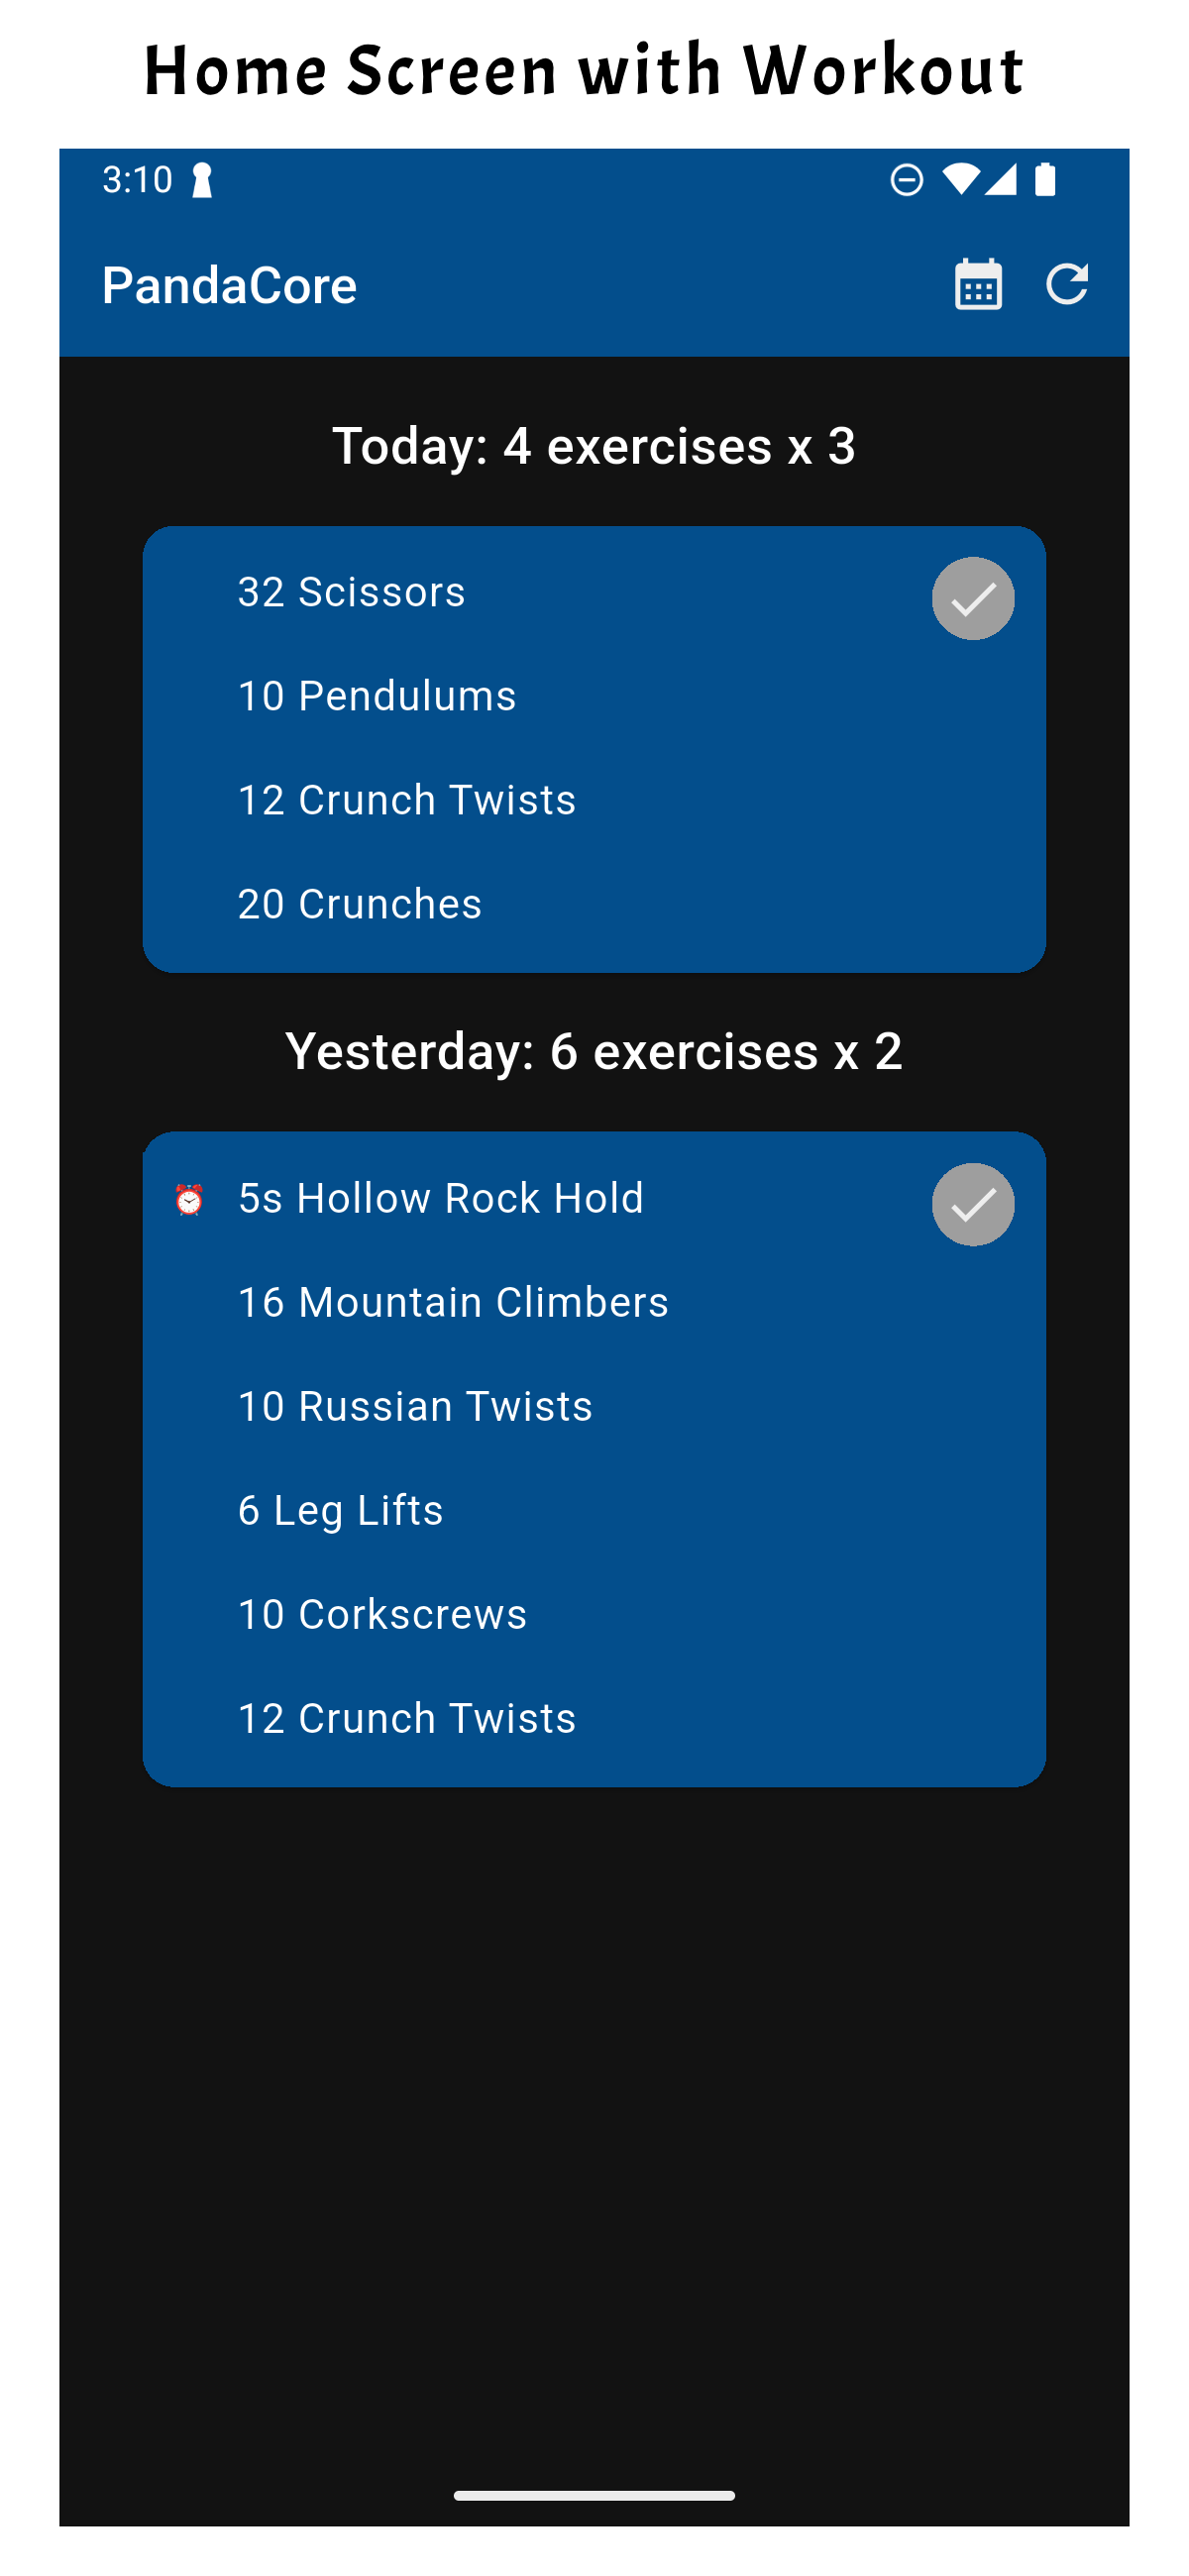 Home Screen with Workout
3:10
PandaCore
Today: 4 exercises x 3
32 Scissors
10 Pendulums
12 Crunch Twists
20 Crunches
Yesterday: 6 exercises x 2
5s Hollow Rock Hold
16 Mountain Climbers
10 Russian Twists
6 Leg Lifts
10 Corkscrews
12 Crunch Twists